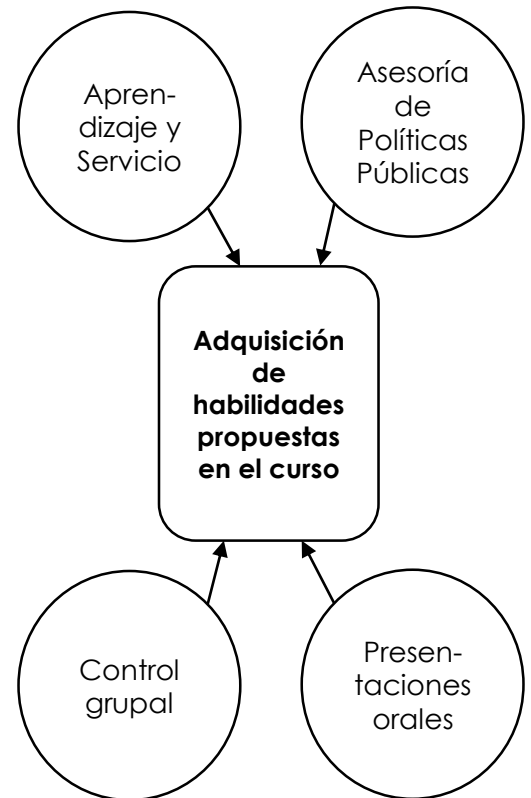 Apren-
dizaje y
Servicio
Asesoría
de
Políticas
Públicas
Adquisición
de
habilidades
propuestas
en el curso
Control
grupal
Presen-
taciones
orales